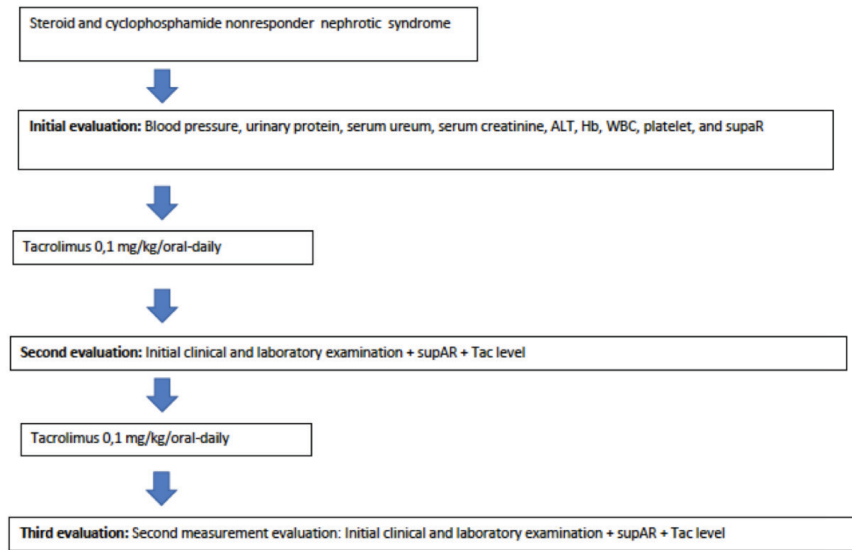 Steroid and cyclophosphamide nonresponder nephrotic syndrome
Initial evaluation: Blood pressure, urinary protein, serum ureum, serum creatinine, ALT, Hb, WBC, platelet, and supaR
Tacrolimus 0,1 mg/kg/oral-daily
Second evaluation: Initial clinical and laboratory examination + supAR + Tac level
Tacrolimus 0,1 mg/kg/oral-daily
Third evaluation: Second measurement evaluation: Initial clinical and laboratory examination + supAR + Tac level